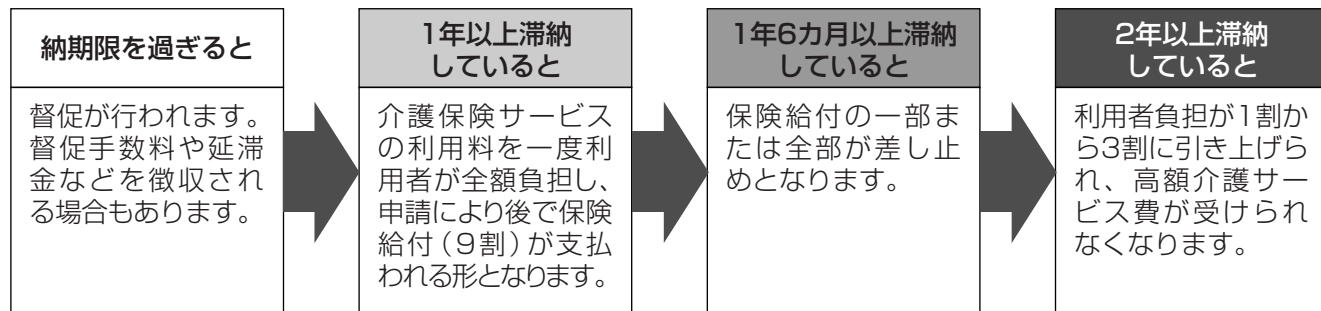 納期限を過ぎると
督促が行われます。
督促手数料や延滞
金などを徴収され
る場合もあります。
1年以上滞納
していると
介護保険サービス
の利用料を一度利
用者が全額負担し、
申請により後で保険
給付(9割)が支払
われる形となります。
1年6カ月以上滞納
していると
保険給付の一部ま
たは全部が差し止
めとなります。
2年以上滞納
していると
利用者負担が1割か
ら3割に引き上げら
れ、高額介護サー
ビス費が受けられ
なくなります。